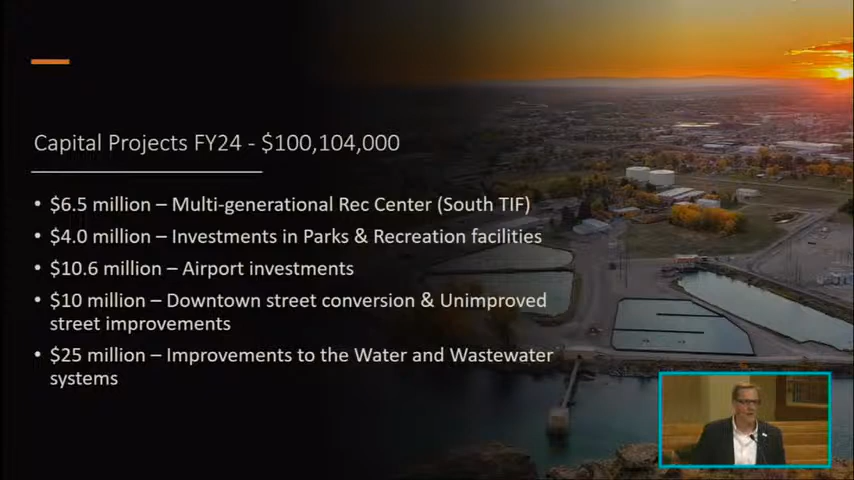 Capital Projects FY24 - $100,104,000
• $6.5 million – Multi-generational Rec Center (South TIF)
• $4.0 million – Investments in Parks & Recreation facilities
• $10.6 million – Airport investments
• $10 million – Downtown street conversion & Unimproved
street improvements
• $25 million – Improvements to the Water and Wastewater
systems